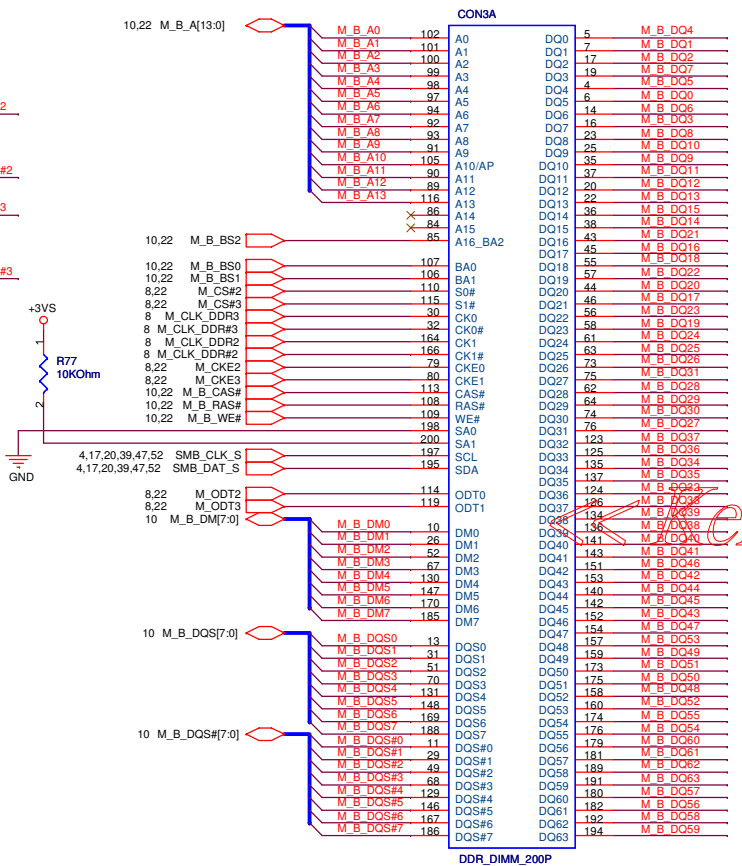 CON3A
10,22 M_B_A[13:0]
M_B_A0 102 A0 DQ0 5 M_B_DQ4
M_B_A1 101 A1 DQ1 7 M_B_DQ1
M_B_A2 100 A2 DQ2 17 M_B_DQ2
M_B_A3 99 A3 DQ3 19 M_B_DQ7
M_B_A4 98 A4 DQ4 4 M_B_DQ5
M_B_A5 97 A5 DQ5 6 M_B_DQ0
M_B_A6 94 A6 DQ6 14 M_B_DQ6
M_B_A7 92 A7 DQ7 16 M_B_DQ3
M_B_A8 93 A8 DQ8 23 M_B_DQ8
M_B_A9 91 A9 DQ9 25 M_B_DQ10
M_B_A10 105 A10/AP DQ10 35 M_B_DQ9
M_B_A11 90 A11 DQ11 37 M_B_DQ11
M_B_A12 89 A12 DQ12 20 M_B_DQ12
M_B_A13 116 A13 DQ13 22 M_B_DQ13
86 A14 DQ14 36 M_B_DQ15
84 A15 DQ15 38 M_B_DQ14
10,22 M_B_BS2 85 A16_BA2 DQ16 43 M_B_DQ21
DQ17 45 M_B_DQ16
10,22 M_B_BS0 107 BA0 DQ18 55 M_B_DQ18
10,22 M_B_BS1 106 BA1 DQ19 57 M_B_DQ22
8,22 M_CS#2 110 S0# DQ20 44 M_B_DQ20
8,22 M_CS#3 115 S1# DQ21 46 M_B_DQ17
8 M_CLK_DDR3 30 CK0 DQ22 56 M_B_DQ23
8 M_CLK_DDR#3 32 CK0# DQ23 58 M_B_DQ19
8 M_CLK_DDR2 164 CK1 DQ24 61 M_B_DQ24
8 M_CLK_DDR#2 166 CK1# DQ25 63 M_B_DQ25
8,22 M_CKE2 79 CKE0 DQ26 73 M_B_DQ26
8,22 M_CKE3 80 CKE1 DQ27 75 M_B_DQ31
10,22 M_B_CAS# 113 CAS# DQ28 62 M_B_DQ28
10,22 M_B_RAS# 108 RAS# DQ29 64 M_B_DQ29
10,22 M_B_WE# 109 WE# DQ30 74 M_B_DQ30
198 SA0 DQ31 76 M_B_DQ27
200 SA1 DQ32 123 M_B_DQ37
4,17,20,39,47,52 SMB_CLK_S 197 SCL DQ33 125 M_B_DQ36
4,17,20,39,47,52 SMB_DAT_S 195 SDA DQ34 135 M_B_DQ34
DQ35 137 M_B_DQ35
8,22 M_ODT2 114 ODT0 DQ36 124 M_B_DQ32
8,22 M_ODT3 119 ODT1 DQ37 126 M_B_DQ33
10 M_B_DM[7:0] DQ38 134 M_B_DQ39
M_B_DM0 10 DM0 DQ39 136 M_B_DQ38
M_B_DM1 26 DM1 DQ40 141 M_B_DQ40
M_B_DM2 52 DM2 DQ41 143 M_B_DQ41
M_B_DM3 67 DM3 DQ42 151 M_B_DQ46
M_B_DM4 130 DM4 DQ43 153 M_B_DQ42
M_B_DM5 147 DM5 DQ44 140 M_B_DQ44
M_B_DM6 170 DM6 DQ45 142 M_B_DQ45
M_B_DM7 185 DM7 DQ46 152 M_B_DQ43
DQ47 154 M_B_DQ47
10 M_B_DQS[7:0]
M_B_DQS0 13 DQS0 DQ48 157 M_B_DQ53
M_B_DQS1 31 DQS1 DQ49 159 M_B_DQ49
M_B_DQS2 51 DQS2 DQ50 173 M_B_DQ51
M_B_DQS3 70 DQS3 DQ51 175 M_B_DQ50
M_B_DQS4 131 DQS4 DQ52 158 M_B_DQ48
M_B_DQS5 148 DQS5 DQ53 160 M_B_DQ52
M_B_DQS6 169 DQS6 DQ54 174 M_B_DQ55
M_B_DQS7 188 DQS7 DQ55 176 M_B_DQ54
10 M_B_DQS#[7:0]
M_B_DQS#0 11 DQS#0 DQ56 179 M_B_DQ60
M_B_DQS#1 29 DQS#1 DQ57 181 M_B_DQ61
M_B_DQS#2 49 DQS#2 DQ58 189 M_B_DQ62
M_B_DQS#3 68 DQS#3 DQ59 191 M_B_DQ63
M_B_DQS#4 129 DQS#4 DQ60 180 M_B_DQ57
M_B_DQS#5 146 DQS#5 DQ61 182 M_B_DQ56
M_B_DQS#6 167 DQS#6 DQ62 192 M_B_DQ58
M_B_DQS#7 186 DQS#7 DQ63 194 M_B_DQ59
DDR_DIMM_200P
2
#2
3
#3
+3VS
1
R77
10KOhm
2
GND